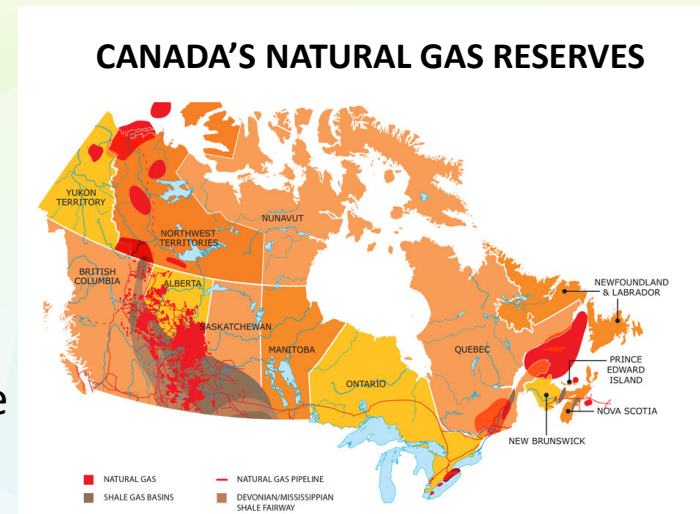 CANADA'S NATURAL GAS RESERVES
YUKON
TERRITORY
NORTHWEST
TERRITORIES
NUNAVUT
BRITISH
COLUMBIA
ALBERTA
SASKATCHEWAN
MANITOBA
ONTARIO
QUEBEC
NEWFOUNDLAND
& LABRADOR
PRINCE
EDWARD
ISLAND
NOVA SCOTIA
NEW BRUNSWICK
e
NATURAL GAS
NATURAL GAS PIPELINE
SHALE GAS BASINS
DEVONIAN/MISSISSIPPIAN
SHALE FAIRWAY